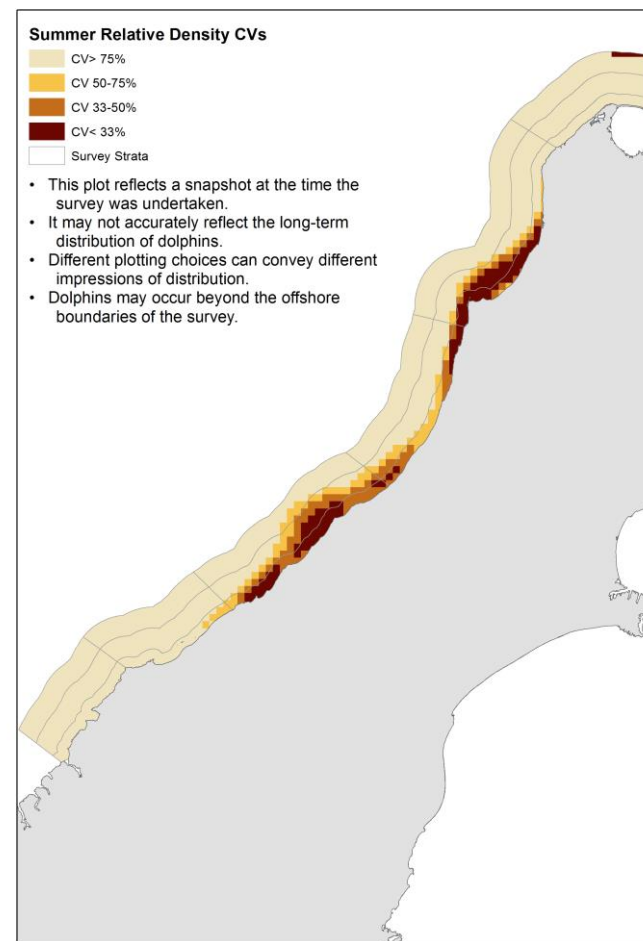 Summer Relative Density CVs
CV> 75%
CV 50-75%
CV 33-50%
CV< 33%
Survey Strata
• This plot reflects a snapshot at the time the
survey was undertaken.
• It may not accurately reflect the long-term
distribution of dolphins.
• Different plotting choices can convey different
impressions of distribution.
• Dolphins may occur beyond the offshore
boundaries of the survey.